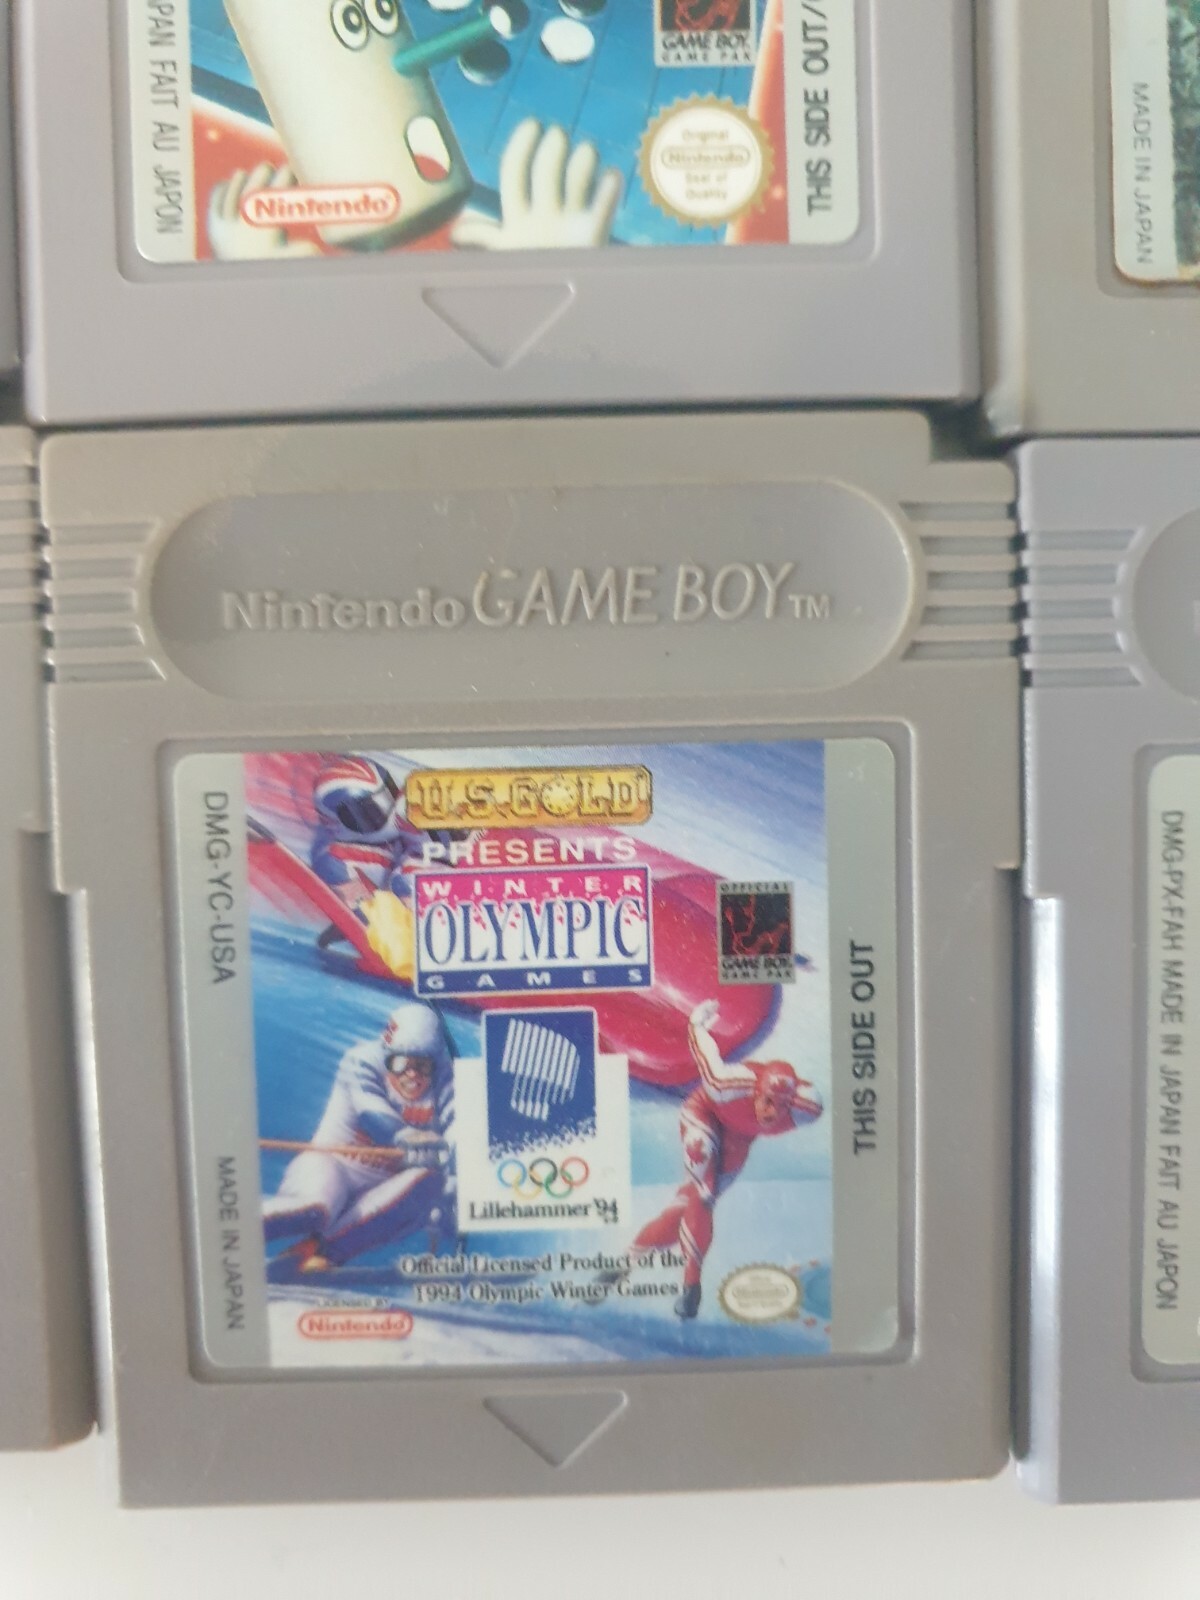 PAN FAIT AU JAPON
Nintendo
GAME BOY
GAME PAK
Original
Nintendo
Seal of
Quality
THIS SIDE OUT/
MADE IN JAPAN
Nintendo GAME BOY TM
DMG-YC-USA
MADE IN JAPAN
U.S. GOLD
PRESENTS
WINTER
OLYMPIC
GAMES
OFFICIAL
GAME BOY
GAME PAK
Lillehammer '94
Official Licensed Product of the
1994 Olympic Winter Games
LICENSED BY
Nintendo
THIS SIDE OUT
DMG-PX-FAH MADE IN JAPAN FAIT AU JAPON